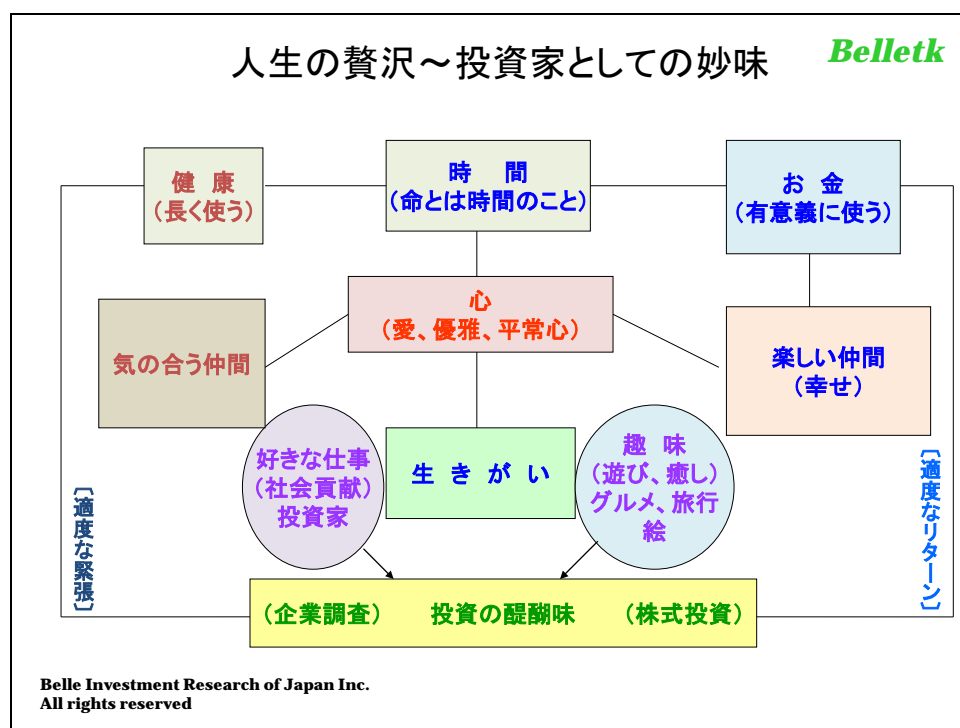 人生の贅沢～投資家としての妙味
Belletk
健　康
（長く使う）
時　間
（命とは時間のこと）
お　金
（有意義に使う）
心
（愛、優雅、平常心）
気の合う仲間
楽しい仲間
（幸せ）
好きな仕事
（社会貢献）
投資家
生　き　が　い
趣　味
（遊び、癒し）
グルメ、旅行
絵
〔適度な緊張〕
〔適度なリターン〕
（企業調査）　投資の醍醐味　（株式投資）
Belle Investment Research of Japan Inc.
All rights reserved